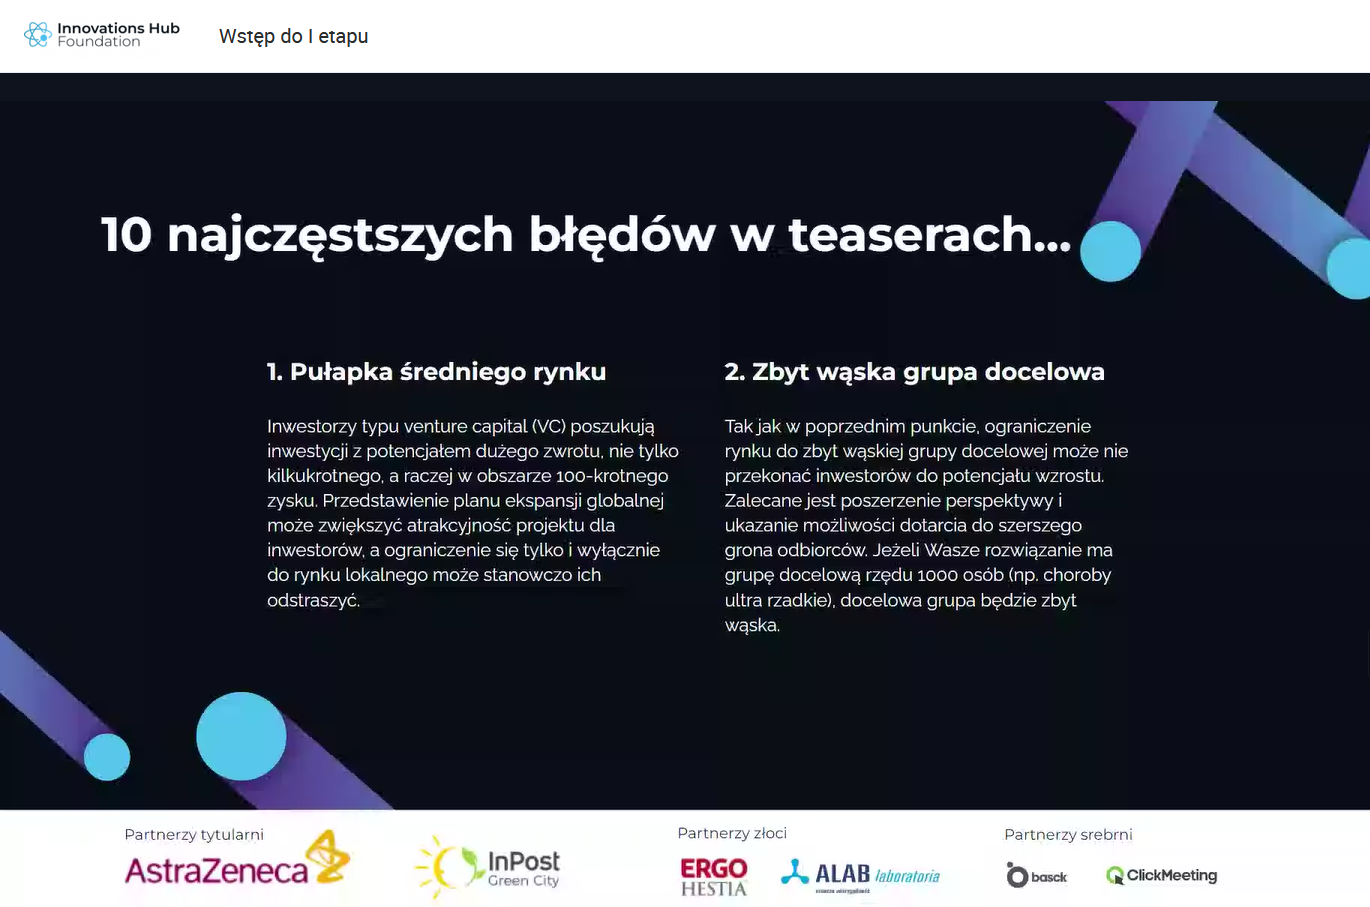 Innovations Hub
Foundation
Wstęp do I etapu
10 najczęstszych błędów w teaserach...
1. Pułapka średniego rynku
Inwestorzy typu venture capital (VC) poszukują
inwestycji z potencjałem dużego zwrotu, nie tylko
kilkukrotnego, a raczej w obszarze 100-krotnego
zysku. Przedstawienie planu ekspansji globalnej
może zwiększyć atrakcyjność projektu dla
inwestorów, a ograniczenie się tylko i wyłącznie
do rynku lokalnego może stanowczo ich
odstraszyć.
2. Zbyt wąska grupa docelowa
Tak jak w poprzednim punkcie, ograniczenie
rynku do zbyt wąskiej grupy docelowej może nie
przekonać inwestorów do potencjału wzrostu.
Zalecane jest poszerzenie perspektywy i
ukazanie możliwości dotarcia do szerszego
grona odbiorców. Jeżeli Wasze rozwiązanie ma
grupę docelową rzędu 1000 osób (np. choroby
ultra rzadkie), docelowa grupa będzie zbyt
wąska.
Partnerzy tytularni
AstraZeneca
InPost
Green City
Partnerzy złoci
ERGO
HESTIA
ALAB laboratoria
Partnerzy srebrni
basck
ClickMeeting